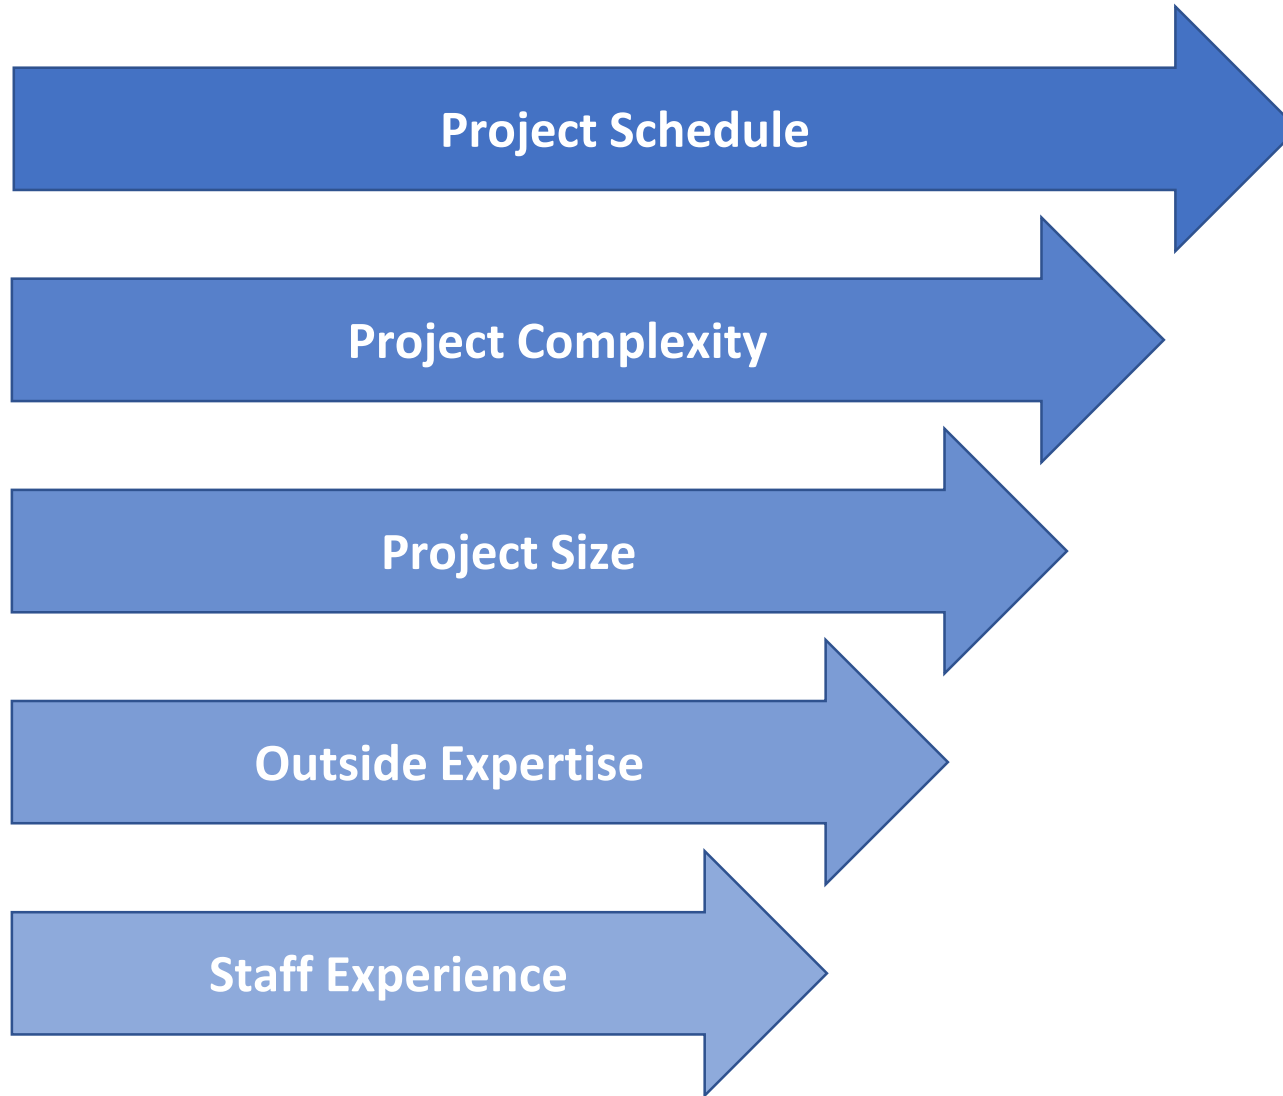 Project Schedule
Project Complexity
Project Size
Outside Expertise
Staff Experience